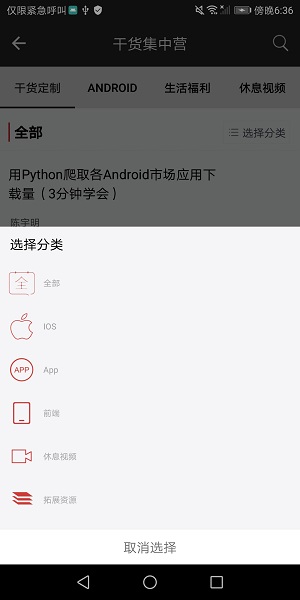 仅限紧急呼叫
傍晚6:36
干货集中营
干货定制
ANDROID
生活福利
休息视频
全部
选择分类
用Python爬取各Android市场应用下
载量（3分钟学会）
陈宇明
选择分类
全 全部
IOS
APP App
前端
休息视频
拓展资源
取消选择